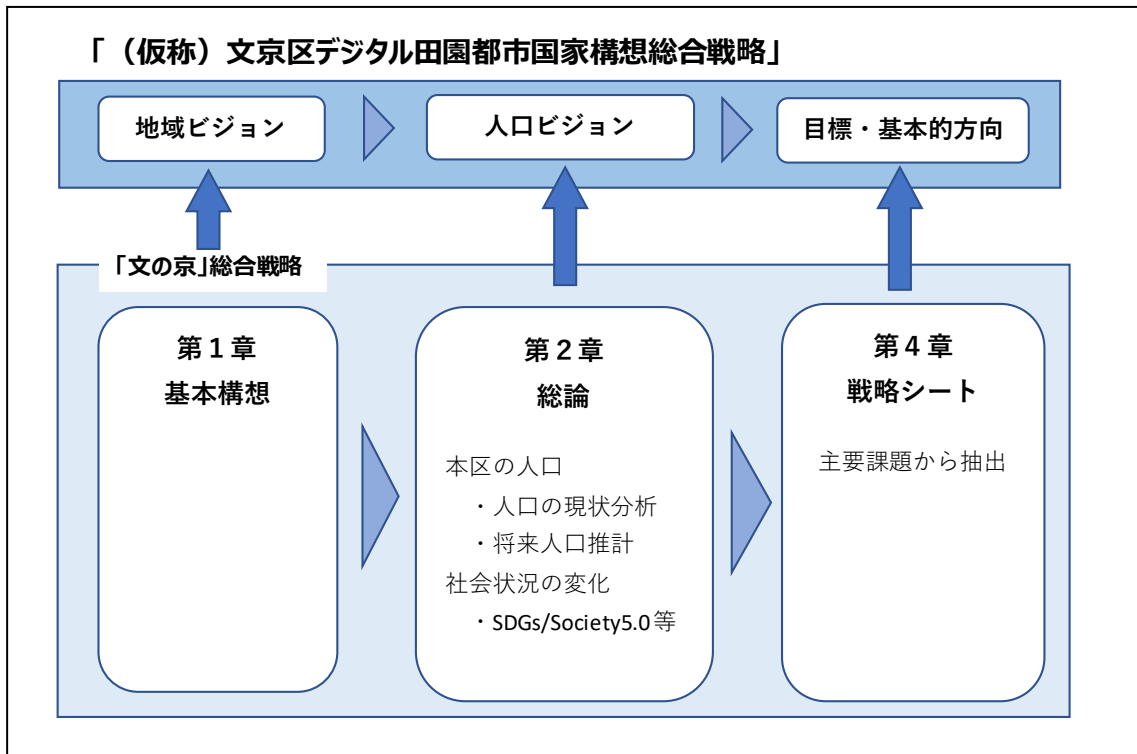 「（仮称）文京区デジタル田園都市国家構想総合戦略」
地域ビジョン
人口ビジョン
目標・基本的方向
「文の京」総合戦略
第１章
基本構想
第２章
総論
本区の人口
・人口の現状分析
・将来人口推計
社会状況の変化
・SDGs/Society5.0等
第４章
戦略シート
主要課題から抽出